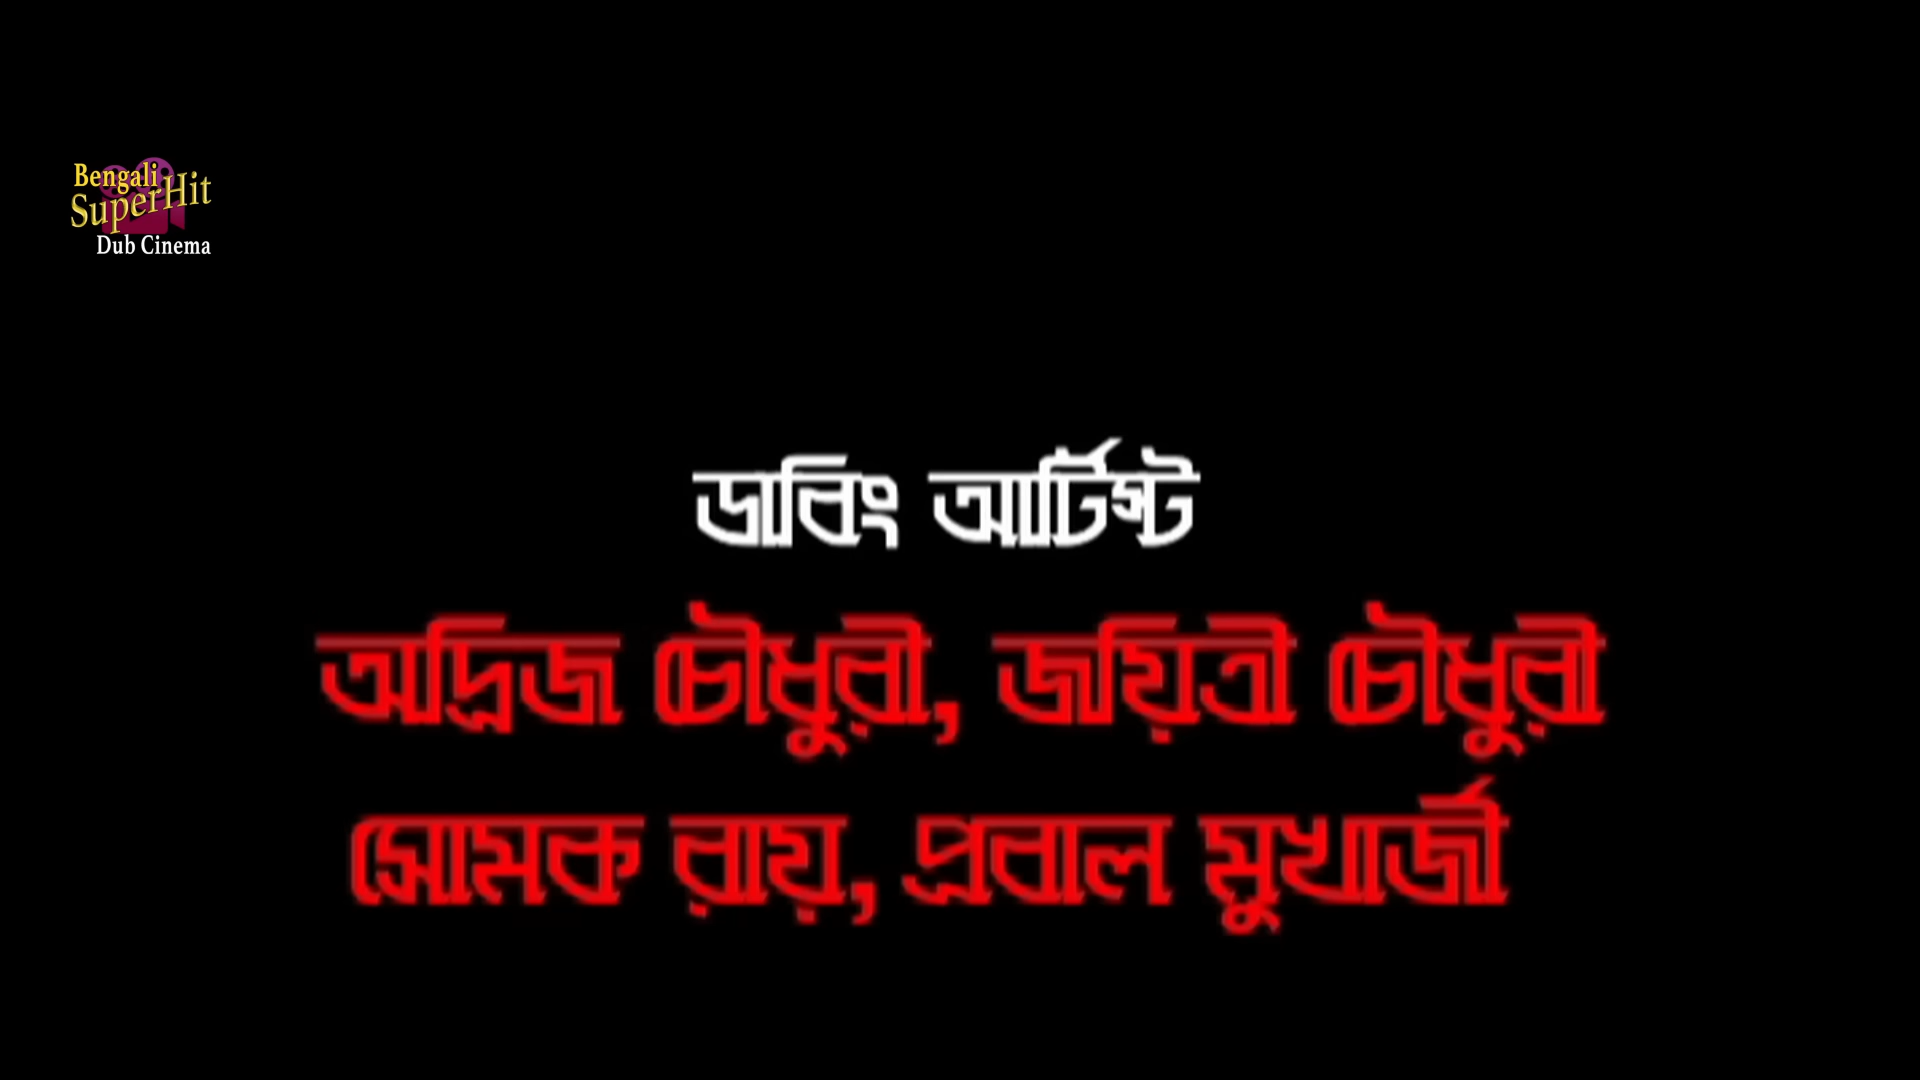 Bengali
SuperHit
Dub Cinema
ডাবিং আর্টিস্ট
অদ্রিজ চৌধুরী, জয়িত্রী চৌধুরী
সোমক রায়, প্রবাল মুখার্জী